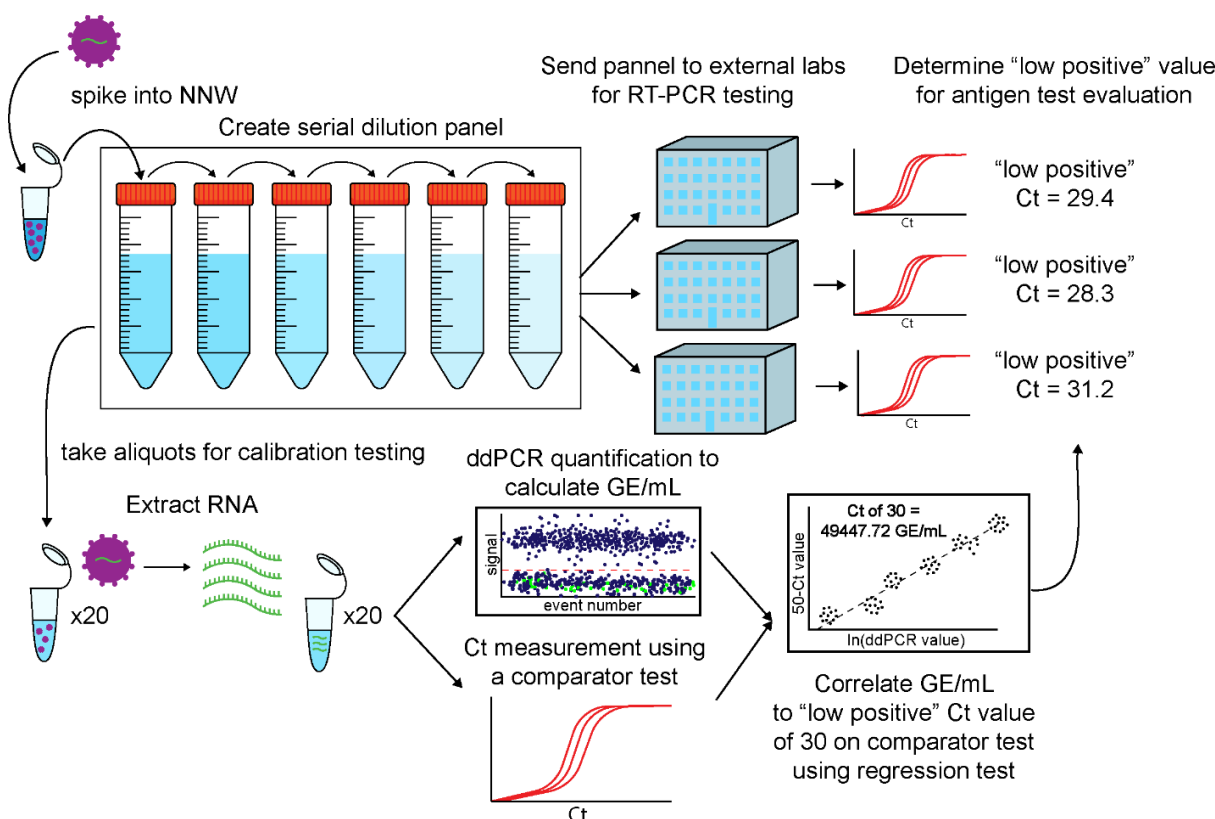 spike into NNW
Create serial dilution panel
Send pannel to external labs
for RT-PCR testing
Determine “low positive” value
for antigen test evaluation
Ct
“low positive”
Ct = 29.4
Ct
“low positive”
Ct = 28.3
Ct
“low positive”
Ct = 31.2
take aliquots for calibration testing
Extract RNA
x20
x20
ddPCR quantification to
calculate GE/mL
signal
event number
Ct measurement using
a comparator test
Ct
Ct of 30 =
49447.72 GE/mL
50-Ct value
ln(ddPCR value)
Correlate GE/mL
to “low positive” Ct value
of 30 on comparator test
using regression test